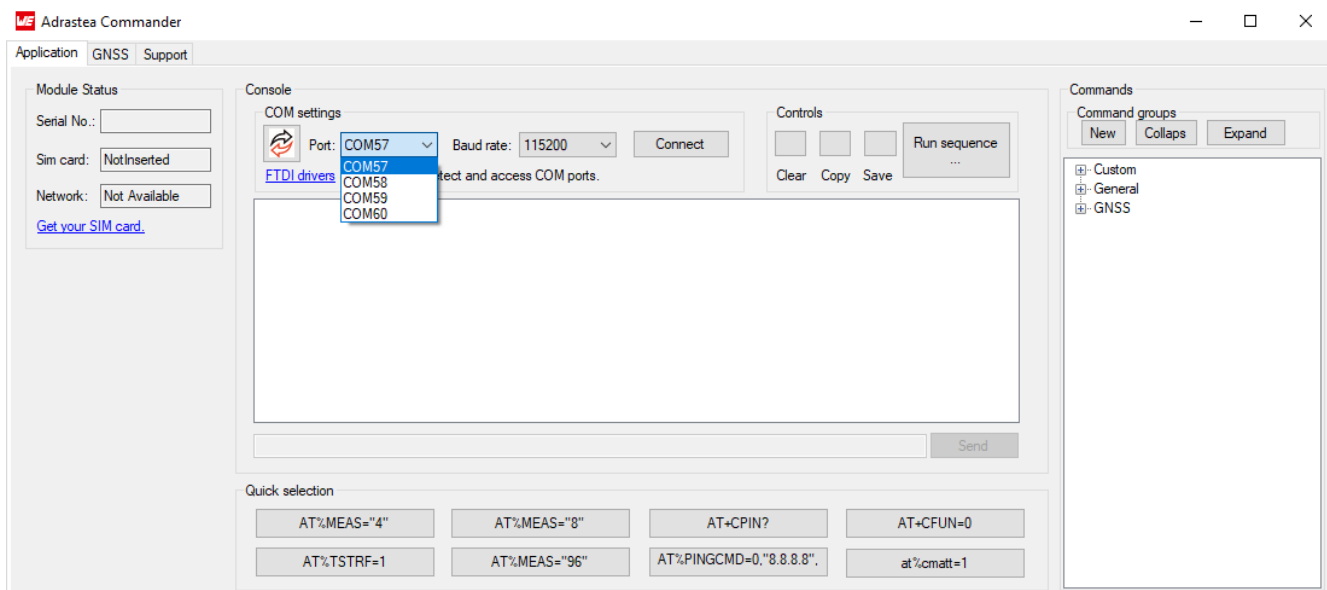 WE Adrastea Commander
Application GNSS Support
Module Status
Serial No.:
Sim card: NotInserted
Network: Not Available
Get your SIM card.
Console
COM settings
Port: COM57 Baud rate: 115200 Connect
COM57
COM58
COM59
COM60
FTDI drivers tect and access COM ports.
Controls
Run sequence
...
Clear Copy Save
Send
Quick selection
AT%MEAS="4" AT%MEAS="8" AT+CPIN? AT+CFUN=0
AT%TSTRF=1 AT%MEAS="96" AT%PINGCMD=0,"8.8.8.8", at%cmatt=1
Commands
Command groups
New Collaps Expand
Custom
General
GNSS